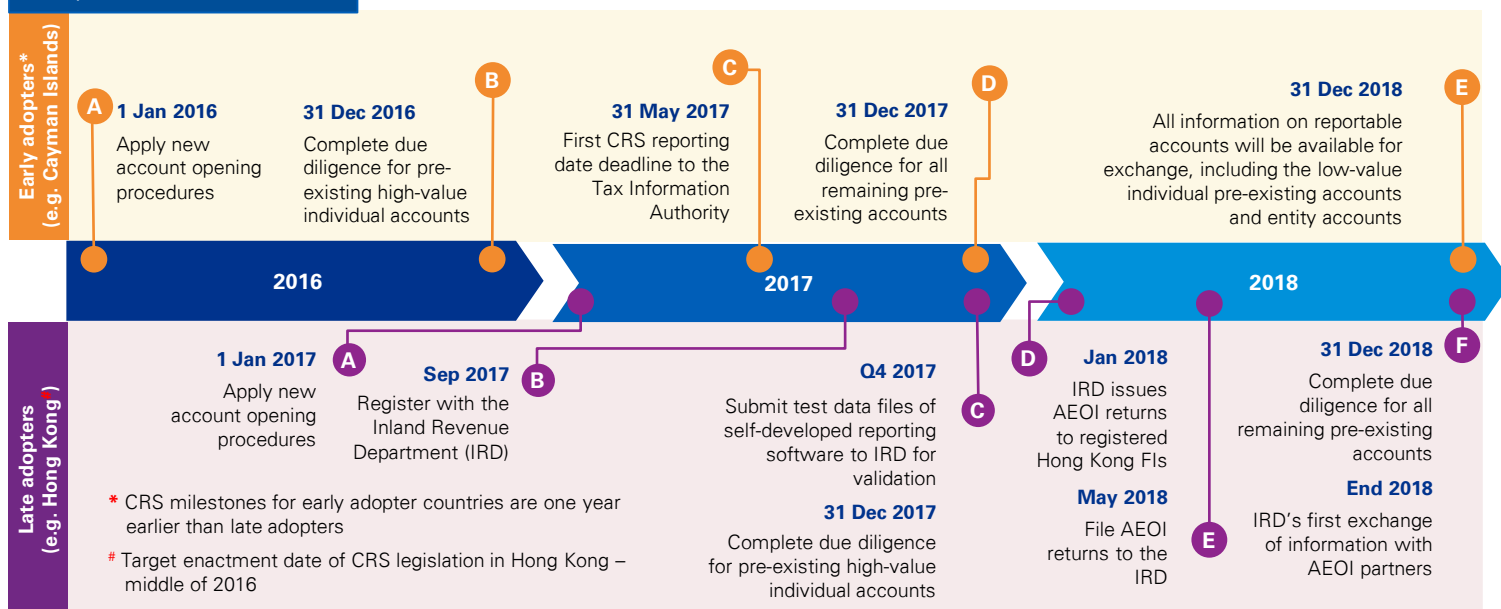 Early adopters*
(e.g. Cayman Islands)
A
1 Jan 2016
Apply new
account opening
procedures
B
31 Dec 2016
Complete due
diligence for pre-
existing high-value
individual accounts
C
31 May 2017
First CRS reporting
date deadline to the
Tax Information
Authority
D
31 Dec 2017
Complete due
diligence for all
remaining pre-
existing accounts
E
31 Dec 2018
All information on reportable
accounts will be available for
exchange, including the low-value
individual pre-existing accounts
and entity accounts
2016
2017
2018
Late adopters
(e.g. Hong Kong#)
A
1 Jan 2017
Apply new
account opening
procedures
B
Sep 2017
Register with the
Inland Revenue
Department (IRD)
C
Q4 2017
Submit test data files of
self-developed reporting
software to IRD for
validation
31 Dec 2017
Complete due diligence
for pre-existing high-value
individual accounts
D
Jan 2018
IRD issues
AEOI returns
to registered
Hong Kong FIs
E
May 2018
File AEOI
returns to the
IRD
F
31 Dec 2018
Complete due
diligence for all
remaining pre-existing
accounts
End 2018
IRD's first exchange
of information with
AEOI partners
* CRS milestones for early adopter countries are one year
earlier than late adopters
# Target enactment date of CRS legislation in Hong Kong –
middle of 2016